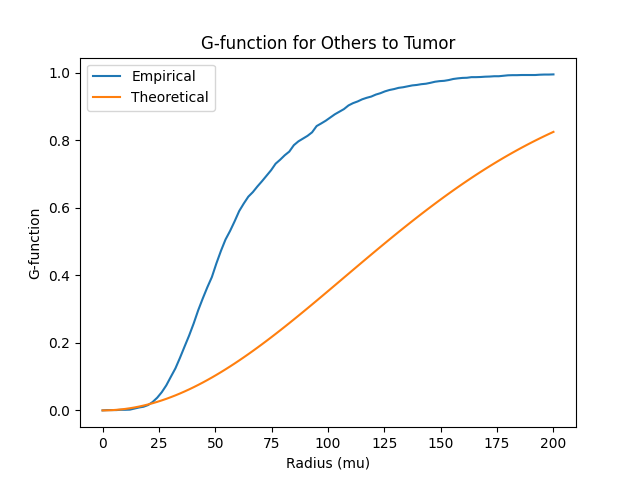 G-function for Others to Tumor
Empirical
Theoretical
1.0
0.8
0.6
0.4
0.2
0.0
G-function
0 25 50 75 100 125 150 175 200
Radius (mu)